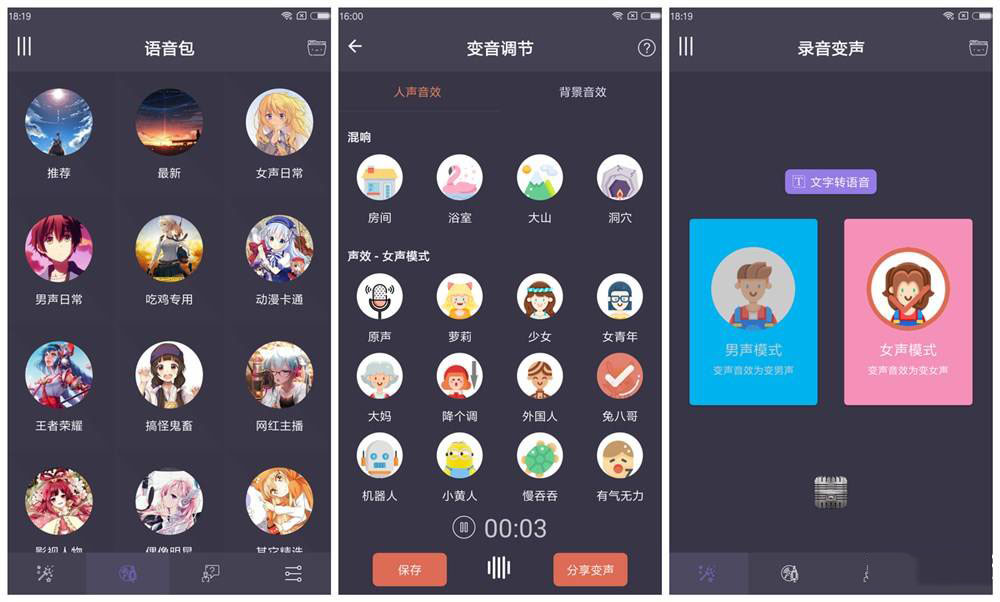 18:19
语音包
推荐
最新
女声日常
男声日常
吃鸡专用
动漫卡通
王者荣耀
搞怪鬼畜
网红主播
影视人物
偶像明星
其它精选
16:00
变音调节
人声音效
背景音效
混响
房间
浴室
大山
洞穴
声效 - 女声模式
原声
萝莉
少女
女青年
大妈
降个调
外国人
兔八哥
机器人
小黄人
慢吞吞
有气无力
00:03
保存
分享变声
18:19
录音变声
文字转语音
男声模式
变声音效为变男声
女声模式
变声音效为变女声